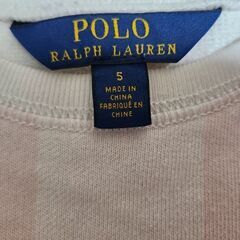 POLO
RALPH LAUREN
5
MADE IN
CHINA
FABRIQUÉ EN
CHINE